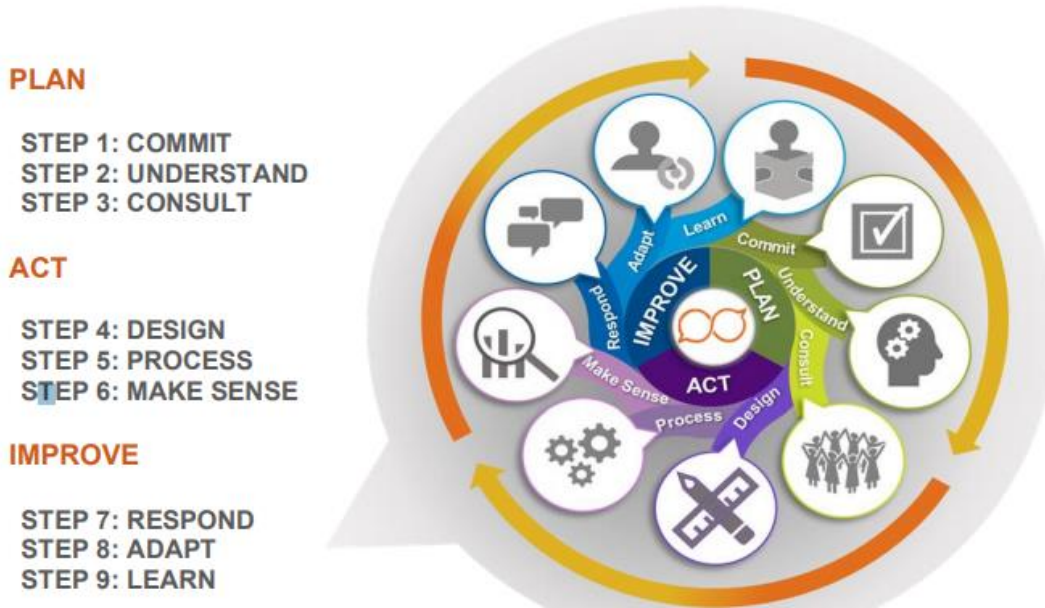 PLAN
STEP 1: COMMIT
STEP 2: UNDERSTAND
STEP 3: CONSULT
ACT
STEP 4: DESIGN
STEP 5: PROCESS
STEP 6: MAKE SENSE
IMPROVE
STEP 7: RESPOND
STEP 8: ADAPT
STEP 9: LEARN
PLAN
Commit
Understand
Consult
ACT
Design
Process
Make Sense
IMPROVE
Respond
Adapt
Learn